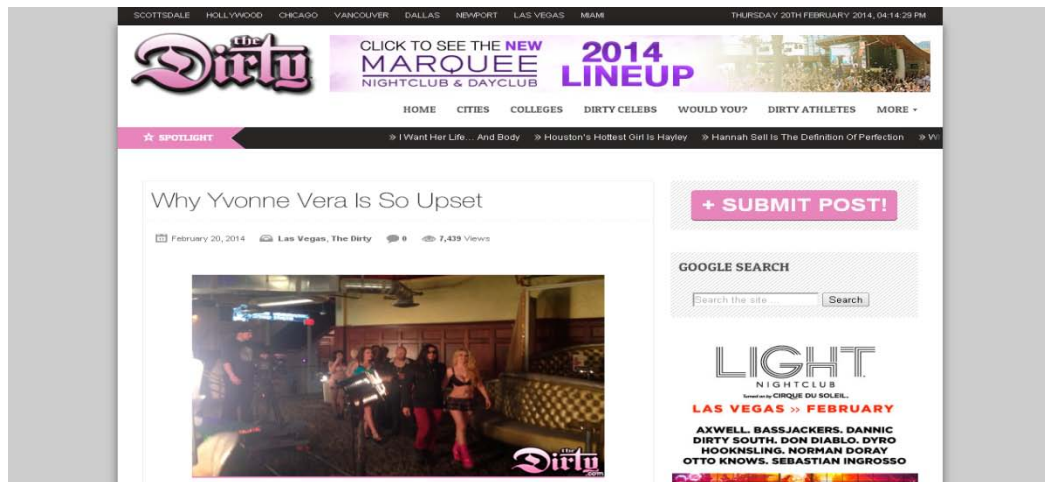 SCOTTSDALE HOLLYWOOD CHICAGO VANCOUVER DALLAS NEWPORT LAS VEGAS MIAMI THURSDAY 20TH FEBRUARY 2014, 04:14:29 PM
the Dirty
CLICK TO SEE THE NEW
MARQUEE
NIGHTCLUB & DAYCLUB
2014
LINEUP
HOME CITIES COLLEGES DIRTY CELEBS WOULD YOU? DIRTY ATHLETES MORE
SPOTLIGHT » I Want Her Life... And Body » Houston's Hottest Girl Is Hayley » Hannah Sell Is The Definition Of Perfection »
Why Yvonne Vera Is So Upset
February 20, 2014 Las Vegas, The Dirty 0 7,439 Views
the Dirty .com
+ SUBMIT POST!
GOOGLE SEARCH
Search the site ... Search
LIGHT
NIGHTCLUB
CIRQUE DU SOLEIL.
LAS VEGAS >> FEBRUARY
AXWELL. BASSJACKERS. DANNIC
DIRTY SOUTH. DON DIABLO. DYRO
HOOKNSLING. NORMAN DORAY
OTTO KNOWS. SEBASTIAN INGROSSO